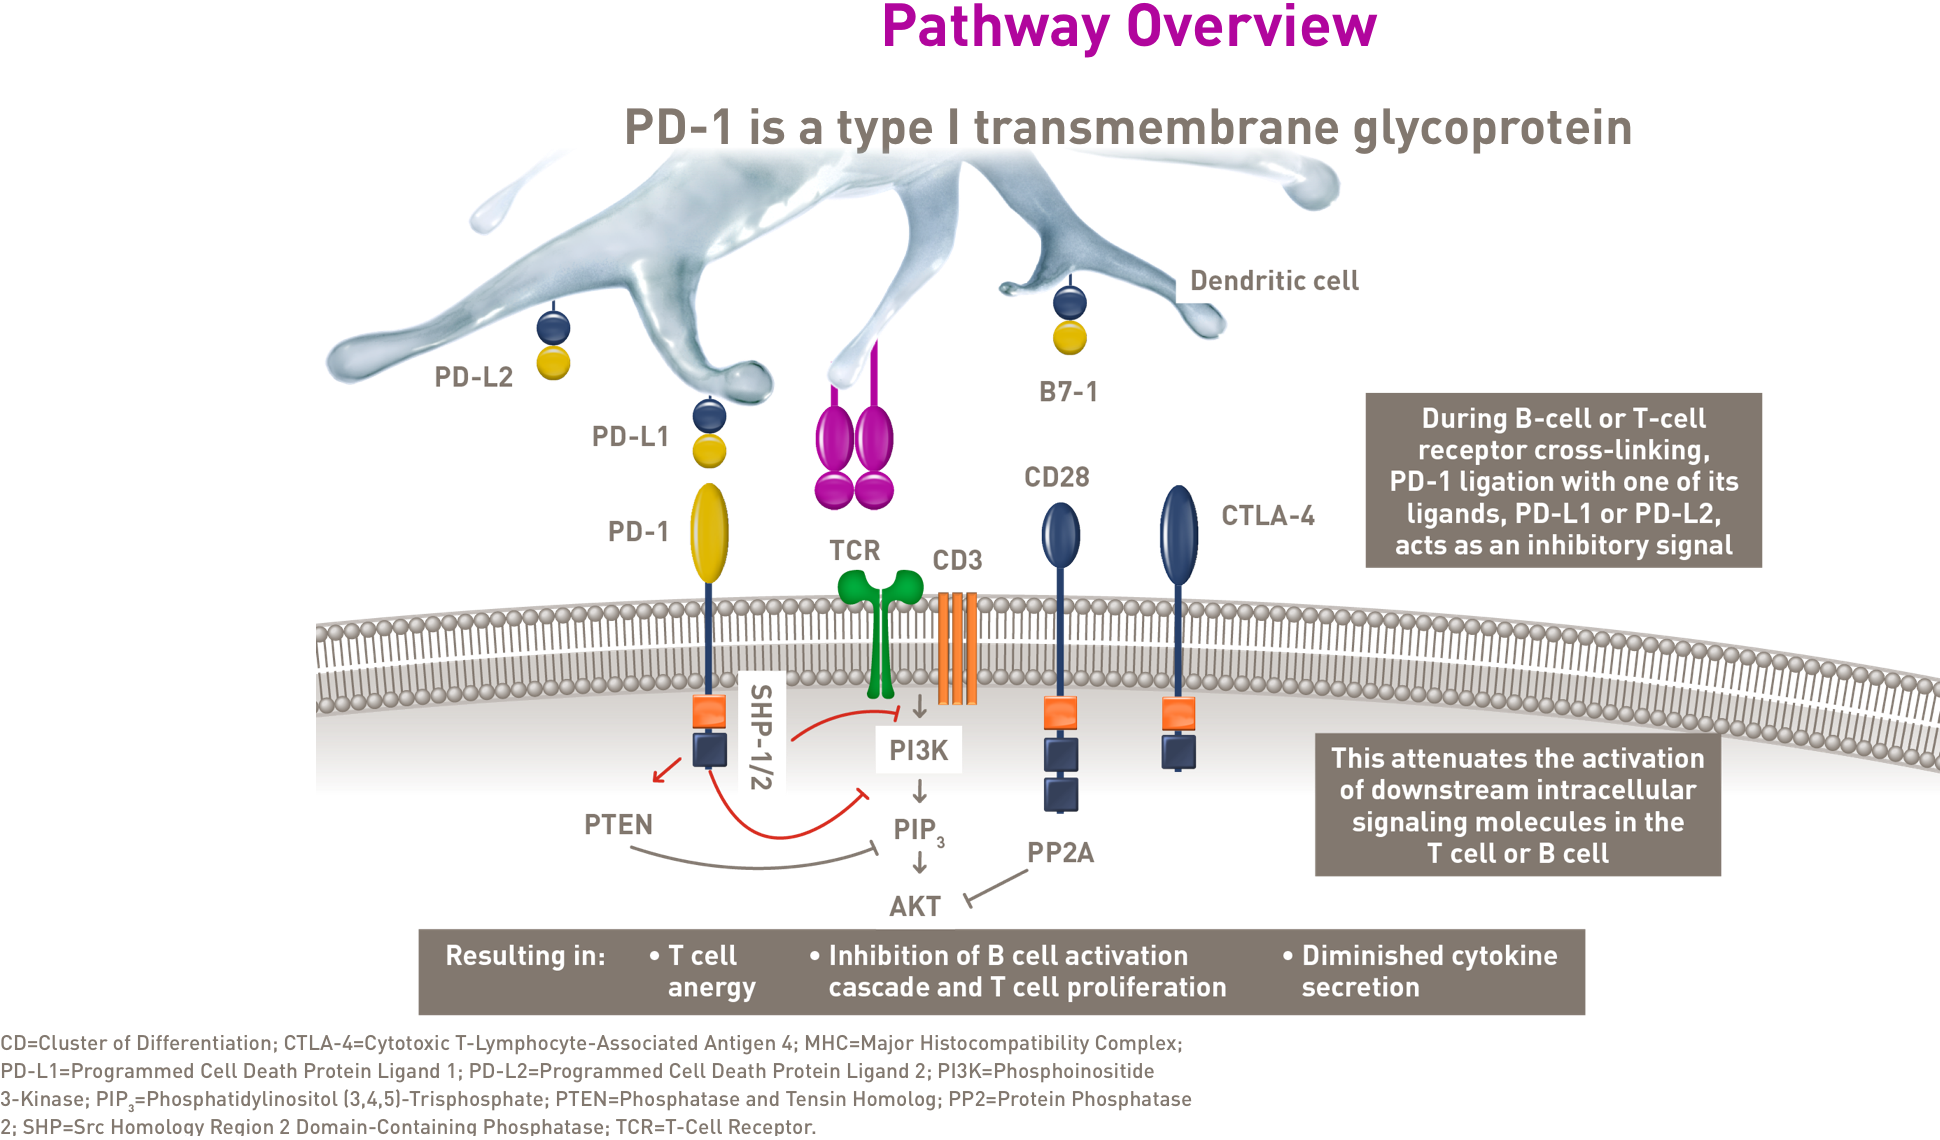 Pathway Overview
PD-1 is a type I transmembrane glycoprotein
Dendritic cell
PD-L2
B7-1
PD-L1
CD28
PD-1
CTLA-4
TCR
CD3
During B-cell or T-cell
receptor cross-linking,
PD-1 ligation with one of its
ligands, PD-L1 or PD-L2,
acts as an inhibitory signal
SHP-1/2
PI3K
PTEN
PIP3
PP2A
AKT
This attenuates the activation
of downstream intracellular
signaling molecules in the
T cell or B cell
Resulting in:
• T cell
anergy
• Inhibition of B cell activation
cascade and T cell proliferation
• Diminished cytokine
secretion
CD=Cluster of Differentiation; CTLA-4=Cytotoxic T-Lymphocyte-Associated Antigen 4; MHC=Major Histocompatibility Complex;
PD-L1=Programmed Cell Death Protein Ligand 1; PD-L2=Programmed Cell Death Protein Ligand 2; PI3K=Phosphoinositide
3-Kinase; PIP3=Phosphatidylinositol (3,4,5)-Trisphosphate; PTEN=Phosphatase and Tensin Homolog; PP2=Protein Phosphatase
2; SHP=Src Homology Region 2 Domain-Containing Phosphatase; TCR=T-Cell Receptor.